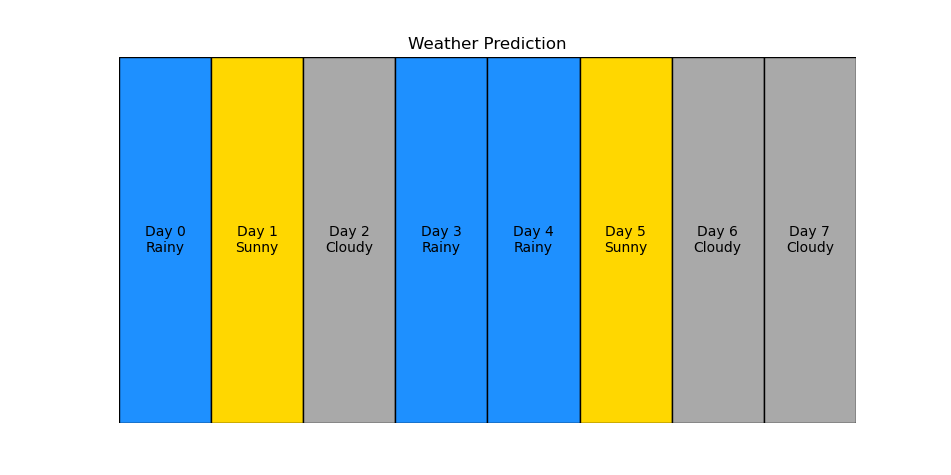 Weather Prediction
Day 0
Rainy
Day 1
Sunny
Day 2
Cloudy
Day 3
Rainy
Day 4
Rainy
Day 5
Sunny
Day 6
Cloudy
Day 7
Cloudy